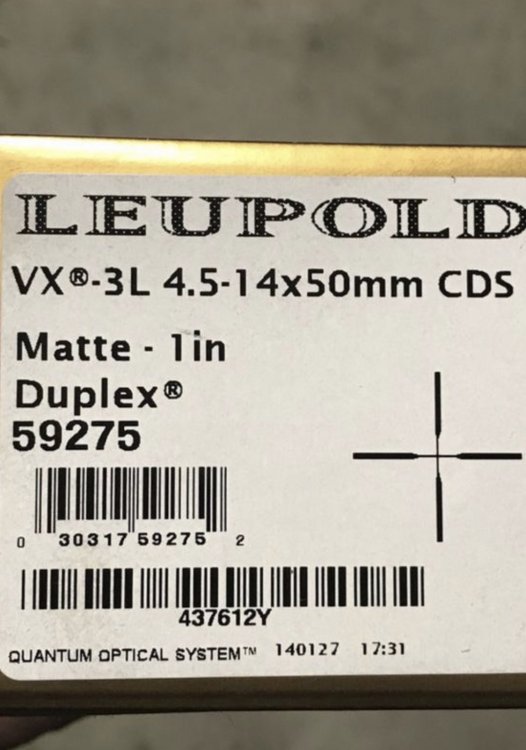 LEUPOLD
VX®-3L 4.5-14x50mm CDS
Matte - 1in
Duplex®
59275
0 30317 59275 2
437612Y
QUANTUM OPTICAL SYSTEM™ 140127 17:31